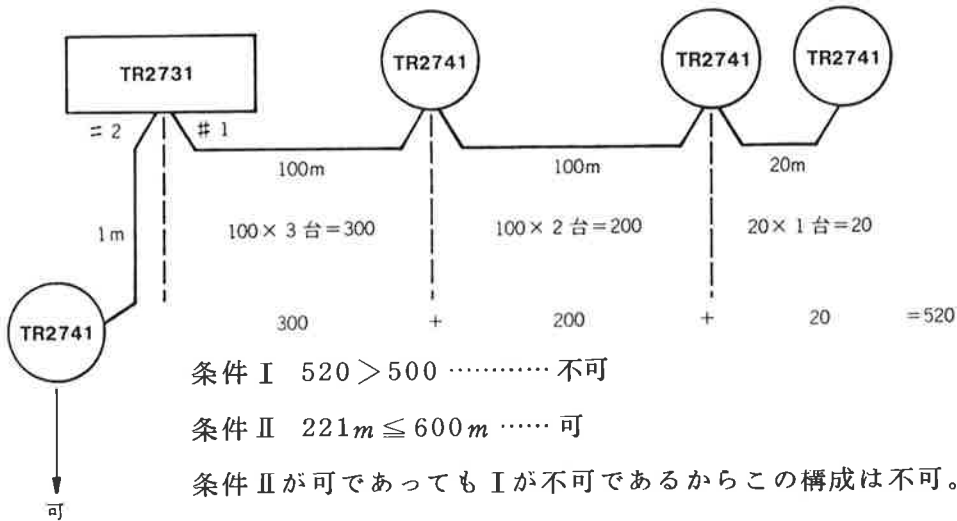 TR2731
TR2741
TR2741
TR2741
# 2
# 1
100m
100m
20m
1m
100× 3 台=300
100× 2 台=200
20× 1 台=20
TR2741
300 + 200 + 20 =520
条件 Ⅰ 520＞500 ………… 不可
条件 Ⅱ 221m ≦ 600m …… 可
条件 Ⅱが可であっても Ⅰが不可であるからこの構成は不可。
可